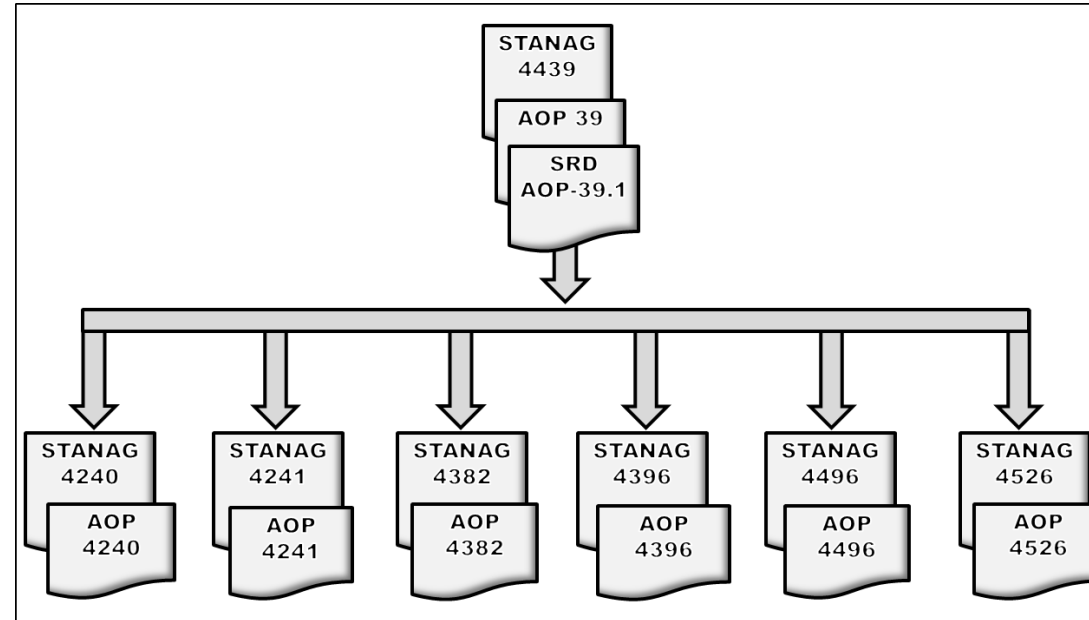 STANAG
4439
AOP 39
SRD
AOP-39.1
STANAG
4240
AOP
4240
STANAG
4241
AOP
4241
STANAG
4382
AOP
4382
STANAG
4396
AOP
4396
STANAG
4496
AOP
4496
STANAG
4526
AOP
4526